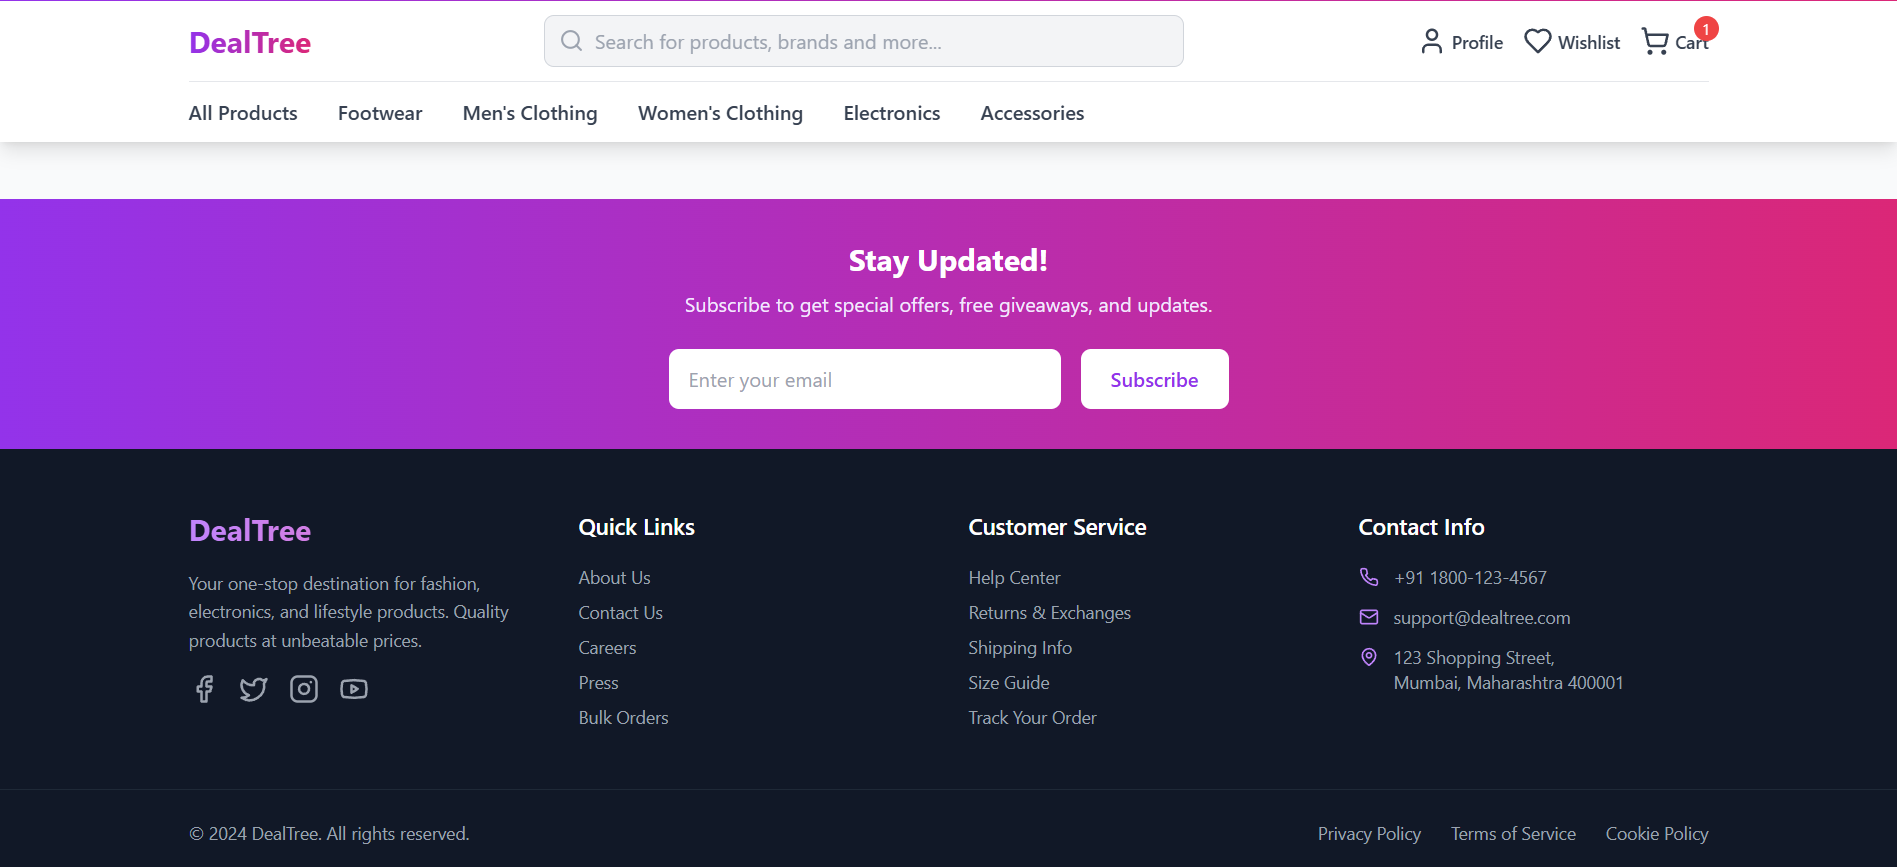 DealTree
Search for products, brands and more...
Profile
Wishlist
Cart
1
All Products
Footwear
Men's Clothing
Women's Clothing
Electronics
Accessories
Stay Updated!
Subscribe to get special offers, free giveaways, and updates.
Enter your email
Subscribe
DealTree
Your one-stop destination for fashion,
electronics, and lifestyle products. Quality
products at unbeatable prices.
Quick Links
About Us
Contact Us
Careers
Press
Bulk Orders
Customer Service
Help Center
Returns & Exchanges
Shipping Info
Size Guide
Track Your Order
Contact Info
+91 1800-123-4567
support@dealtree.com
123 Shopping Street,
Mumbai, Maharashtra 400001
© 2024 DealTree. All rights reserved.
Privacy Policy
Terms of Service
Cookie Policy